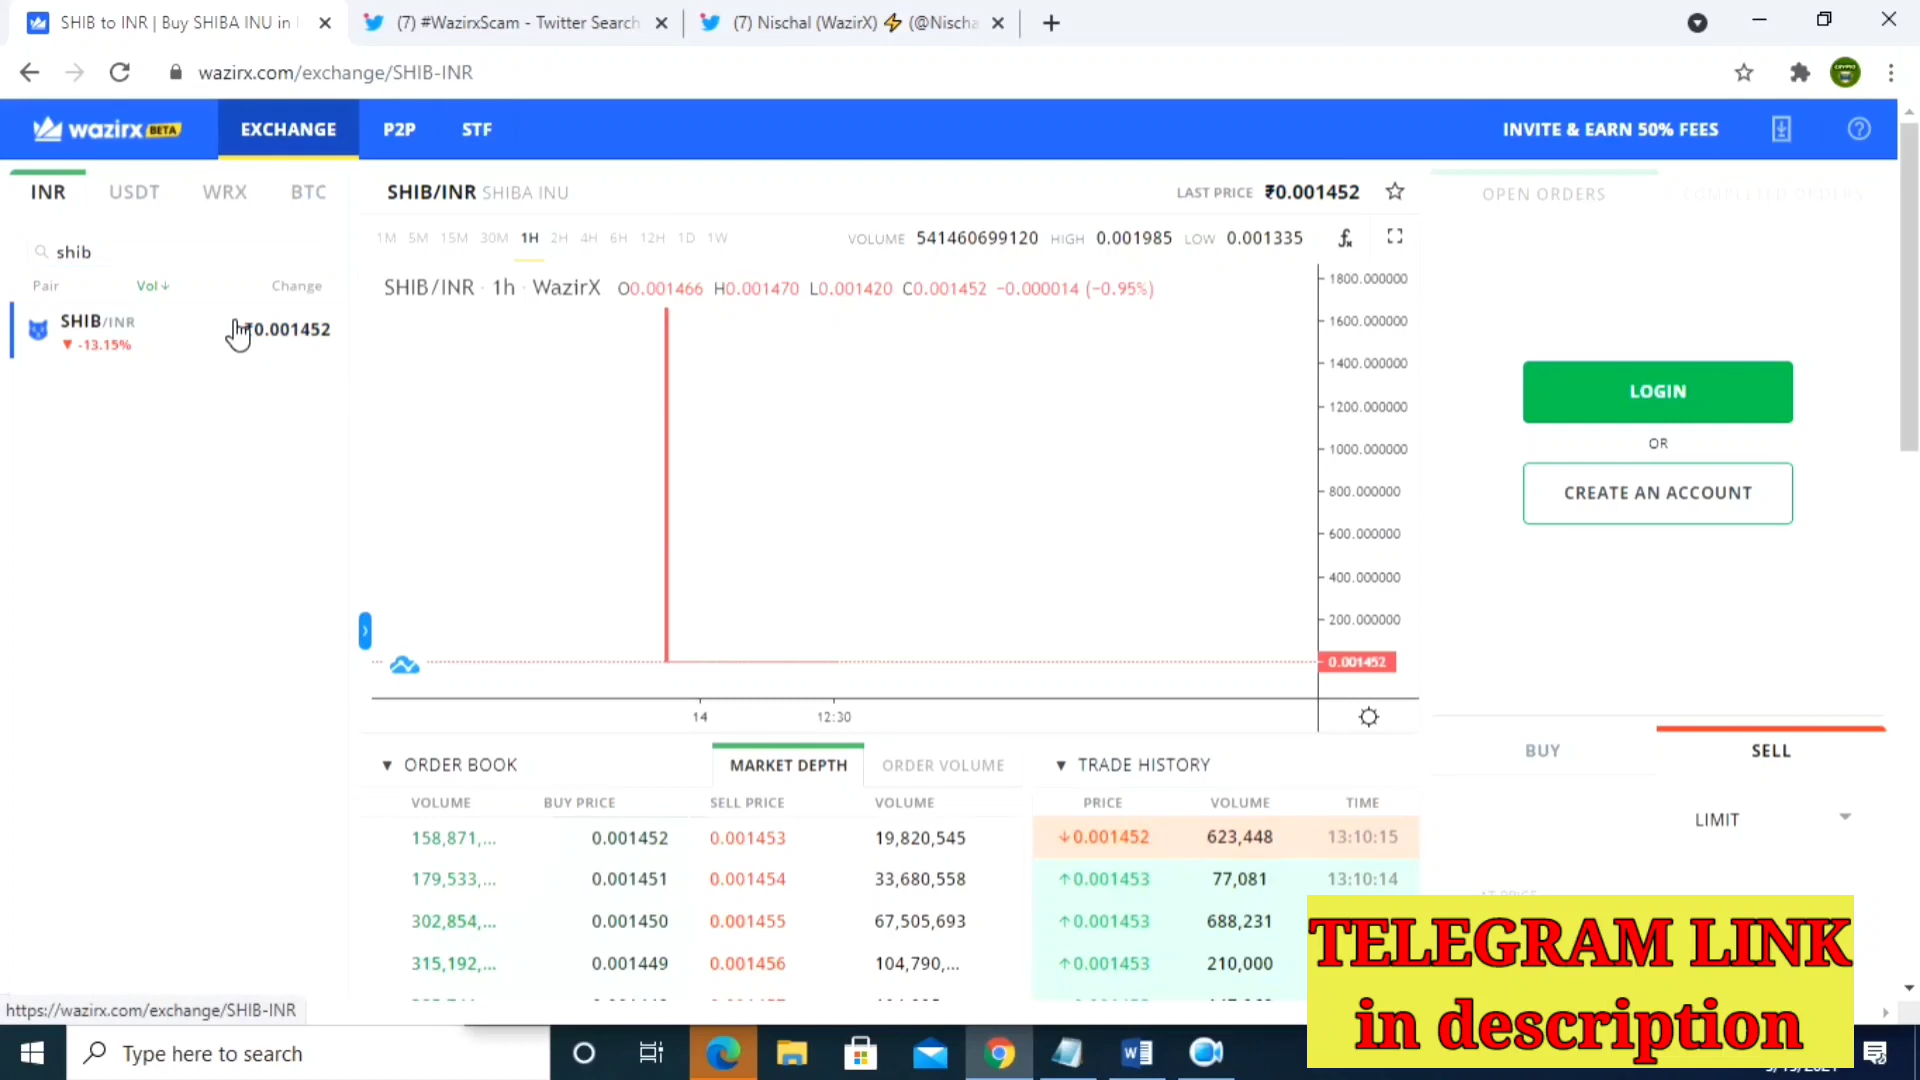 SHIB to INR | Buy SHIBA INU in
(7) #WazirxScam - Twitter Search
(7) Nischal (WazirX) ⚡ (@Nischa
wazirx.com/exchange/SHIB-INR
wazirx BETA
EXCHANGE
P2P
STF
INVITE & EARN 50% FEES
INR USDT WRX BTC
shib
Pair Vol ↓ Change
SHIB/INR ₹0.001452
▼ -13.15%
SHIB/INR SHIBA INU
LAST PRICE ₹0.001452
1M 5M 15M 30M 1H 2H 4H 6H 12H 1D 1W
VOLUME 541460699120 HIGH 0.001985 LOW 0.001335
SHIB/INR · 1h · WazirX O0.001466 H0.001470 L0.001420 C0.001452 −0.000014 (−0.95%)
1800.000000
1600.000000
1400.000000
1200.000000
1000.000000
800.000000
600.000000
400.000000
200.000000
0.001452
14 12:30
OPEN ORDERS COMPLETED ORDERS
LOGIN
OR
CREATE AN ACCOUNT
BUY SELL
LIMIT
AT PRICE
▼ ORDER BOOK MARKET DEPTH ORDER VOLUME
VOLUME BUY PRICE SELL PRICE VOLUME
158,871,... 0.001452 0.001453 19,820,545
179,533,... 0.001451 0.001454 33,680,558
302,854,... 0.001450 0.001455 67,505,693
315,192,... 0.001449 0.001456 104,790,...
▼ TRADE HISTORY
PRICE VOLUME TIME
↓0.001452 623,448 13:10:15
↑0.001453 77,081 13:10:14
↑0.001453 688,231
↑0.001453 210,000
TELEGRAM LINK
in description
https://wazirx.com/exchange/SHIB-INR
Type here to search